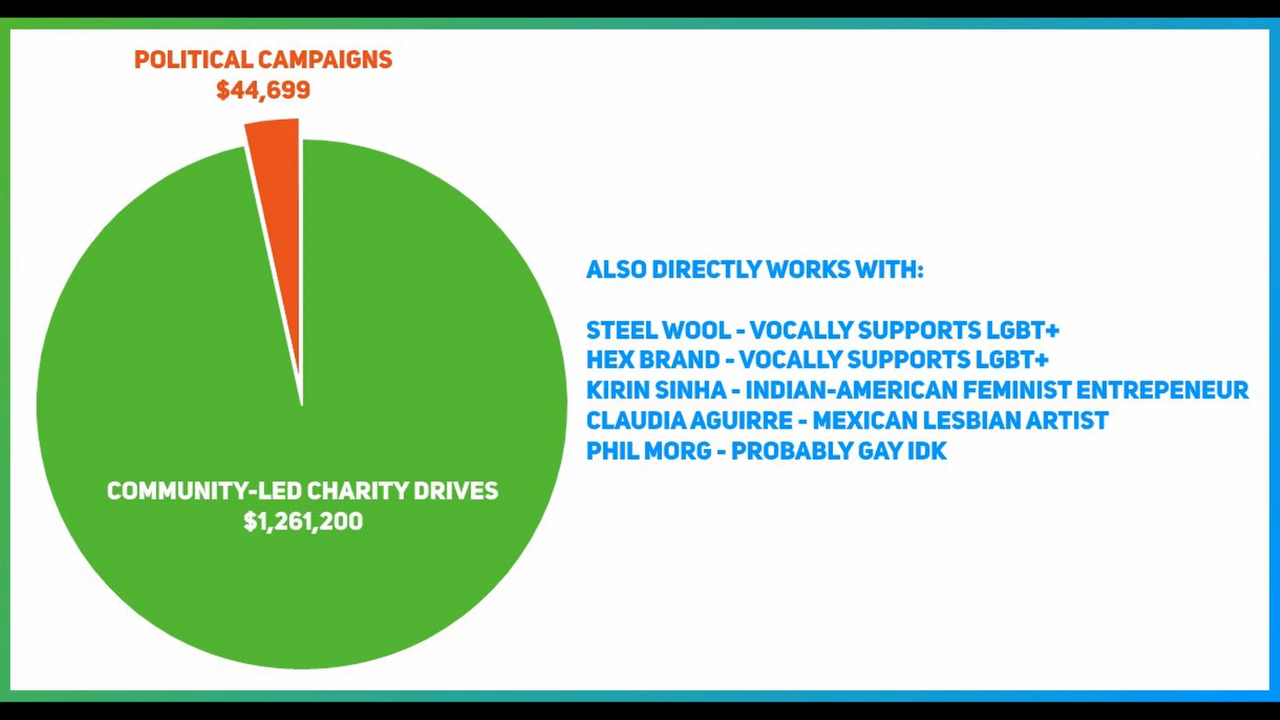 POLITICAL CAMPAIGNS
$44,699
COMMUNITY-LED CHARITY DRIVES
$1,261,200
ALSO DIRECTLY WORKS WITH:
STEEL WOOL - VOCALLY SUPPORTS LGBT+
HEX BRAND - VOCALLY SUPPORTS LGBT+
KIRIN SINHA - INDIAN-AMERICAN FEMINIST ENTREPENEUR
CLAUDIA AGUIRRE - MEXICAN LESBIAN ARTIST
PHIL MORG - PROBABLY GAY IDK